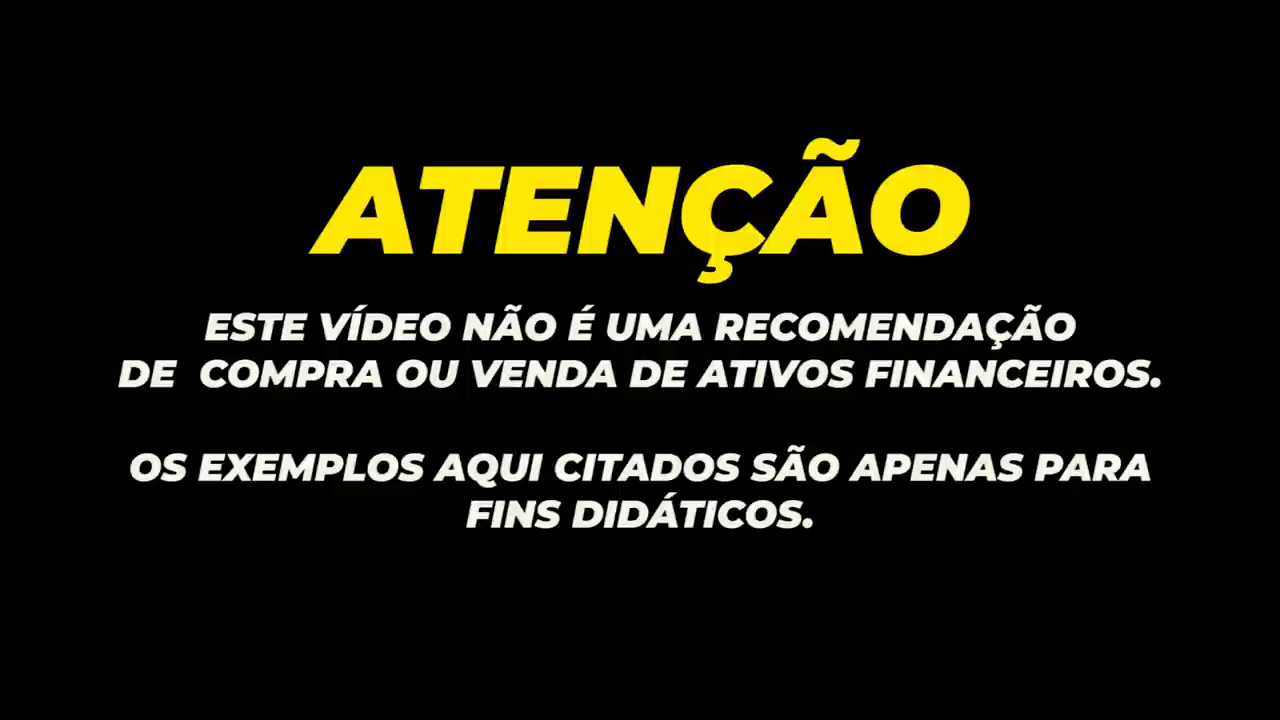 ATENÇÃO
ESTE VÍDEO NÃO É UMA RECOMENDAÇÃO
DE  COMPRA OU VENDA DE ATIVOS FINANCEIROS.
OS EXEMPLOS AQUI CITADOS SÃO APENAS PARA
FINS DIDÁTICOS.